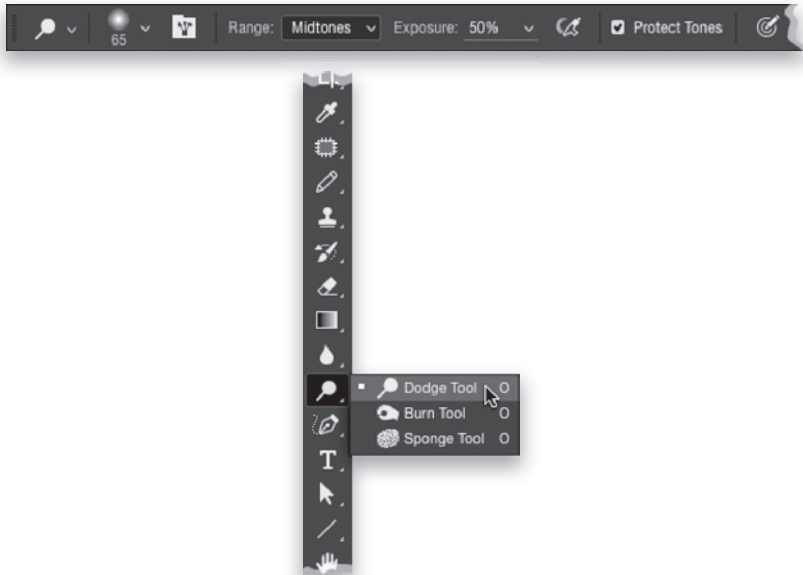 65 Range: Midtones Exposure: 50% Protect Tones
Dodge Tool O
Burn Tool O
Sponge Tool O
T